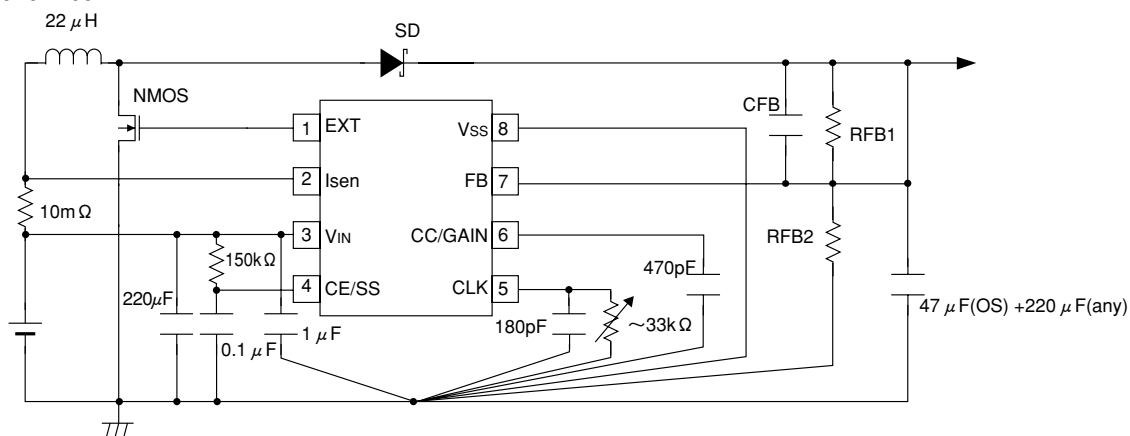 22 μH
SD
NMOS
CFB
RFB1
1 EXT
VSS 8
2 Isen
FB 7
10mΩ
3 VIN
CC/GAIN 6
RFB2
150kΩ
470pF
4 CE/SS
CLK 5
220μF
180pF
~33kΩ
47 μF(OS) +220 μF(any)
0.1 μF
1 μF